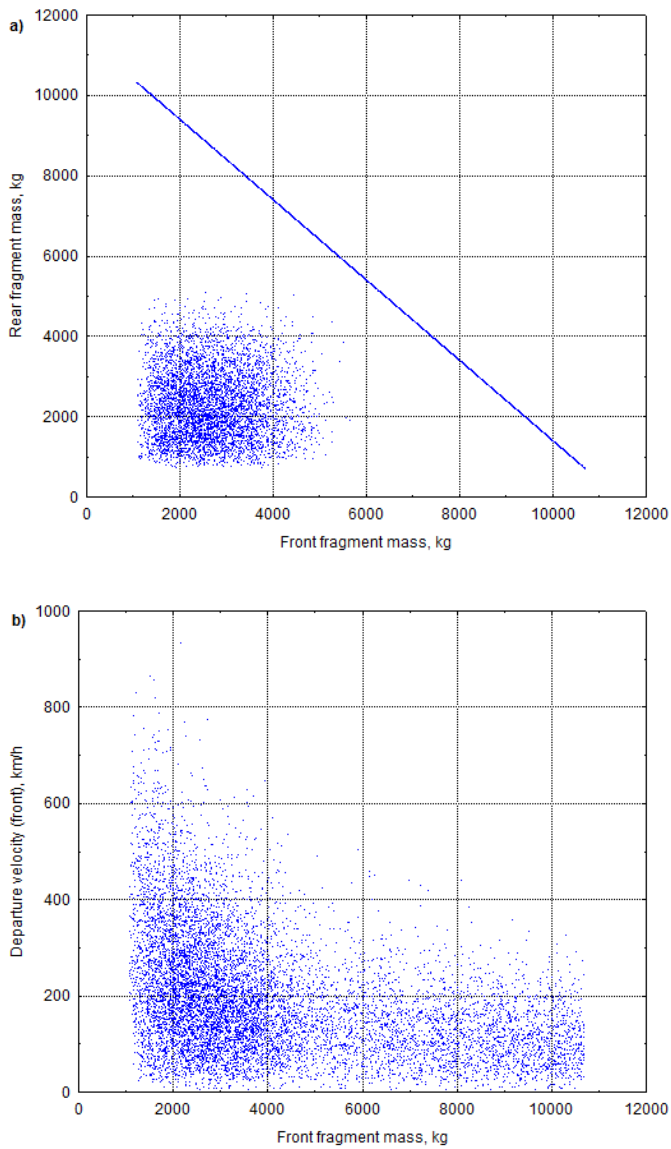 a)
12000
10000
8000
6000
4000
2000
0
Rear fragment mass, kg
0 2000 4000 6000 8000 10000 12000
Front fragment mass, kg
b)
1000
800
600
400
200
0
Departure velocity (front), km/h
0 2000 4000 6000 8000 10000 12000
Front fragment mass, kg